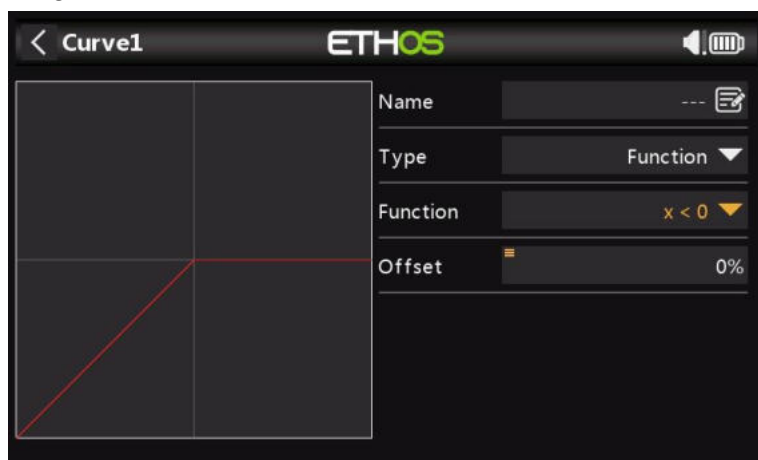 Curve1 ETHOS
Name ---
Type Function
Function x < 0
Offset 0%